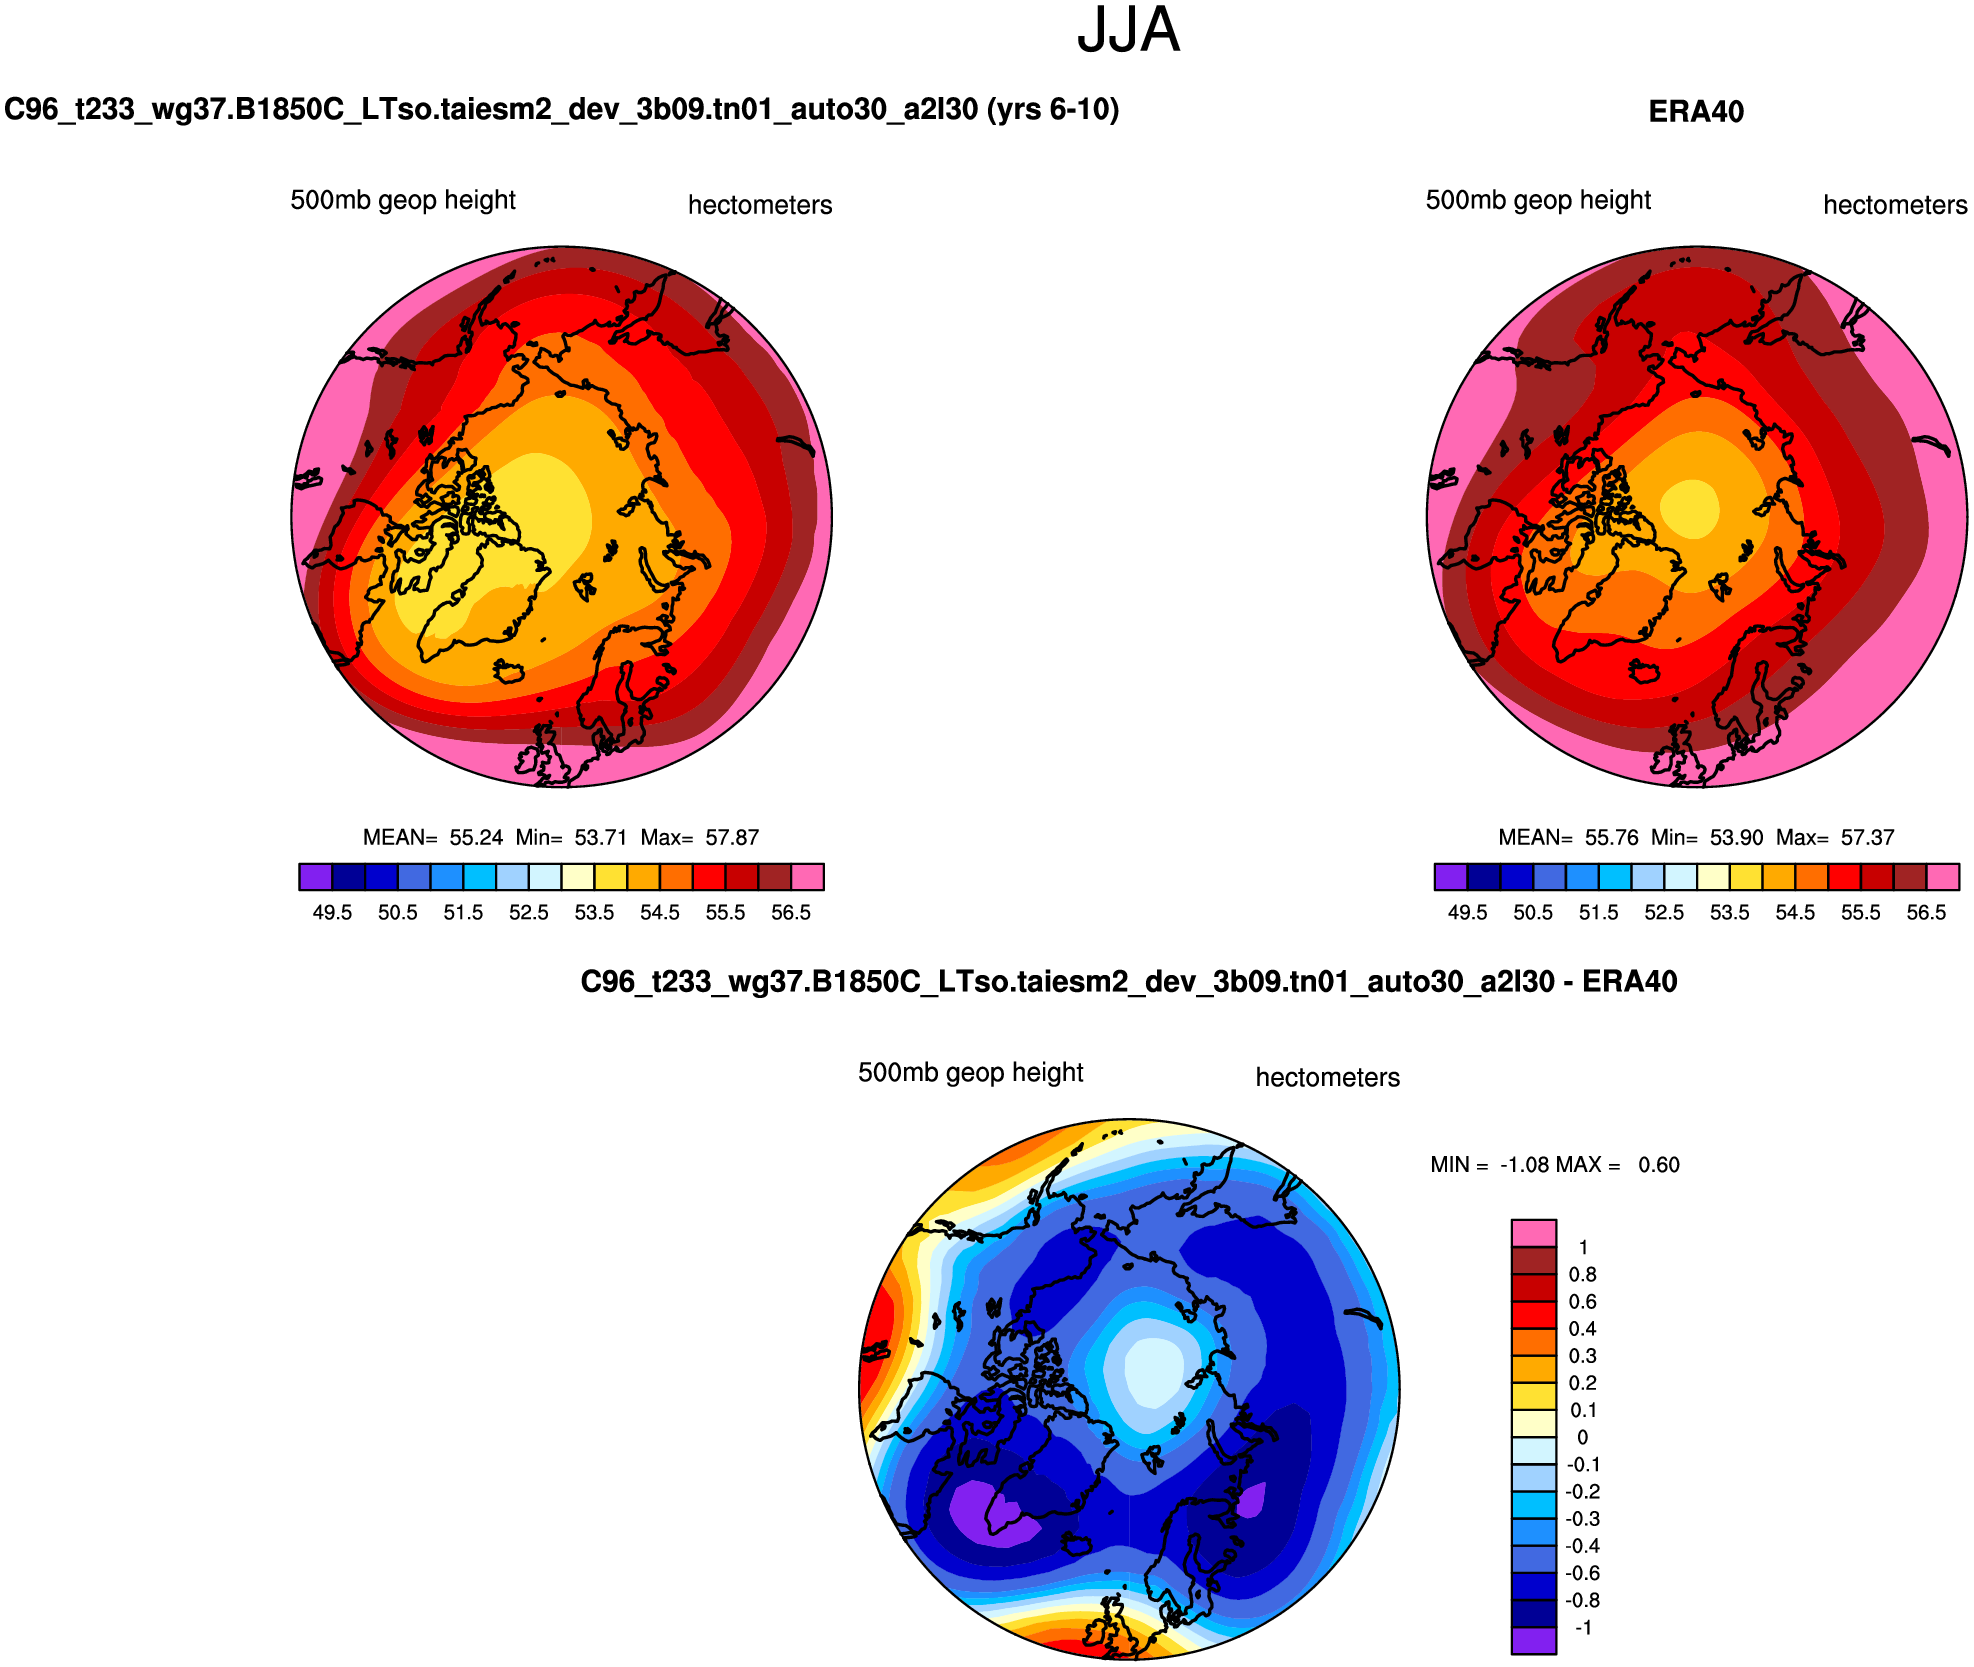 JJA
C96_t233_wg37.B1850C_LTso.taiesm2_dev_3b09.tn01_auto30_a2l30 (yrs 6-10)
ERA40
500mb geop height
hectometers
500mb geop height
hectometers
MEAN= 55.24 Min= 53.71 Max= 57.87
MEAN= 55.76 Min= 53.90 Max= 57.37
49.5 50.5 51.5 52.5 53.5 54.5 55.5 56.5
49.5 50.5 51.5 52.5 53.5 54.5 55.5 56.5
C96_t233_wg37.B1850C_LTso.taiesm2_dev_3b09.tn01_auto30_a2l30 - ERA40
500mb geop height
hectometers
MIN = -1.08 MAX = 0.60
1
0.8
0.6
0.4
0.3
0.2
0.1
0
-0.1
-0.2
-0.3
-0.4
-0.6
-0.8
-1